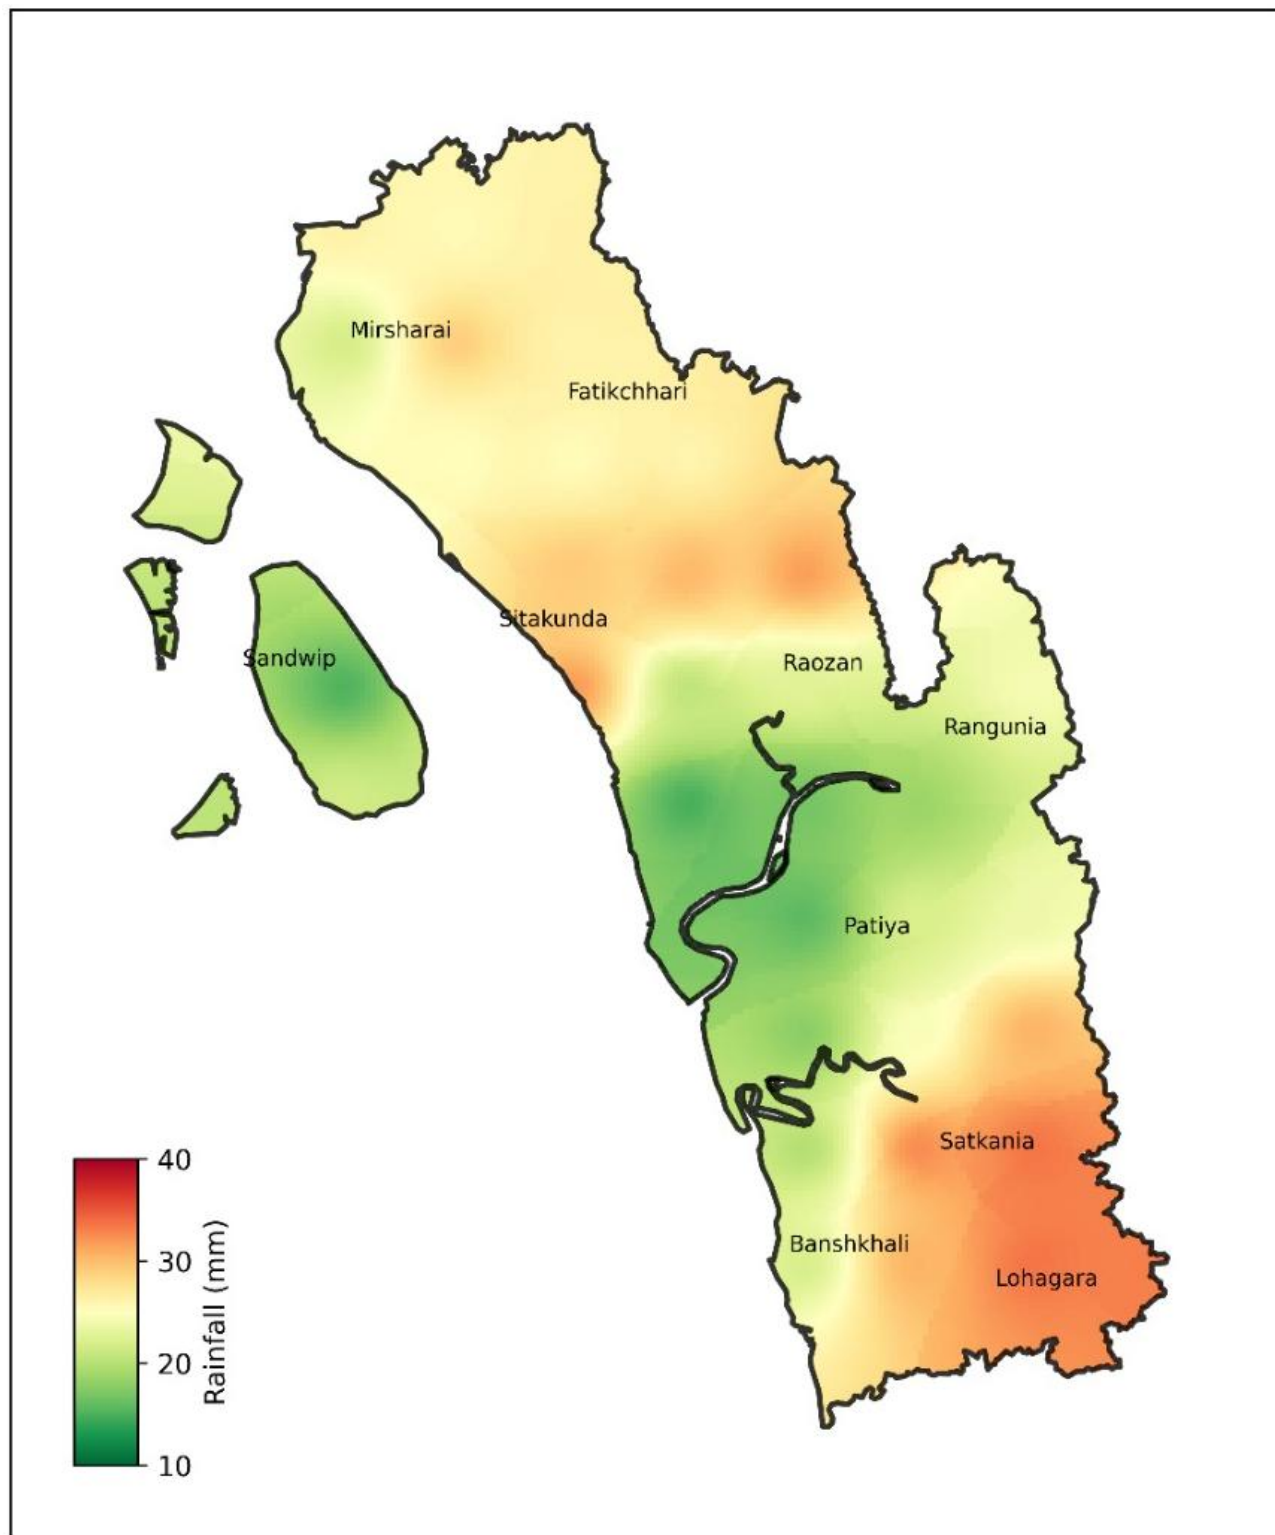 Mirsharai
Fatikchhari
Sitakunda
Sandwip
Raozan
Rangunia
Patiya
Satkania
Banshkhali
Lohagara
40
30
20
10
Rainfall (mm)